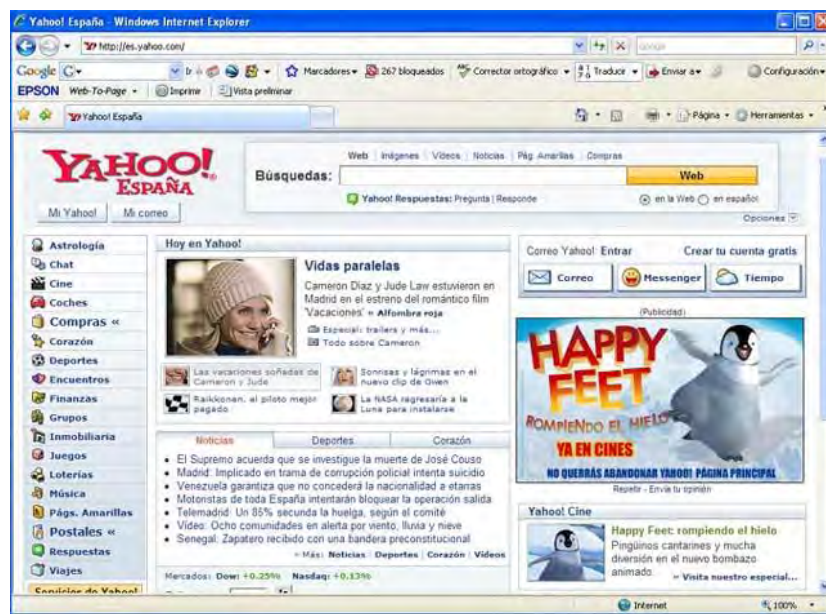 Yahoo! España - Windows Internet Explorer
http://es.yahoo.com/
Google
Google G Ir Marcadores 267 bloqueados Corrector ortográfico Traducir Enviar a Configuración
EPSON Web-To-Page Imprimir Vista preliminar
Yahoo! España Página Herramientas
YAHOO! ESPAÑA
Web Imágenes Vídeos Noticias Pág. Amarillas Compras
Búsquedas: Web
Yahoo! Respuestas: Pregunta | Responde en la Web en español
Mi Yahoo! Mi correo
Opciones
Astrología
Chat
Cine
Coches
Compras «
Corazón
Deportes
Encuentros
Finanzas
Grupos
Inmobiliaria
Juegos
Loterías
Música
Págs. Amarillas
Postales «
Respuestas
Viajes
Servicios de Yahoo!
Hoy en Yahoo!
Vidas paralelas
Cameron Diaz y Jude Law estuvieron en
Madrid en el estreno del romántico film
'Vacaciones' » Alfombra roja
Especial: trailers y más...
Todo sobre Cameron
Las vacaciones soñadas de
Cameron y Jude
Sonrisas y lágrimas en el
nuevo clip de Gwen
Raikkonen, el piloto mejor
pagado
La NASA regresaría a la
Luna para instalarse
Noticias Deportes Corazón
• El Supremo acuerda que se investigue la muerte de José Couso
• Madrid: Implicado en trama de corrupción policial intenta suicidio
• Venezuela garantiza que no concederá la nacionalidad a etarras
• Motoristas de toda España intentarán bloquear la operación salida
• Telemadrid: Un 85% secunda la huelga, según el comité
• Vídeo: Ocho comunidades en alerta por viento, lluvia y nieve
• Senegal: Zapatero recibido con una bandera preconstitucional
» Más: Noticias | Deportes | Corazón | Vídeos
Mercados: Dow: +0.25% Nasdaq: +0.13%
Correo Yahoo!: Entrar Crear tu cuenta gratis
Correo Messenger Tiempo
(Publicidad)
HAPPY
FEET
ROMPIENDO EL HIELO
YA EN CINES
NO QUERRÁS ABANDONAR YAHOO! PÁGINA PRINCIPAL
Repetir - Envía tu opinión
Yahoo! Cine
Happy Feet: rompiendo el hielo
Pingüinos cantarines y mucha
diversión en el nuevo bombazo
animado. » Visita nuestro especial...
Internet 100%